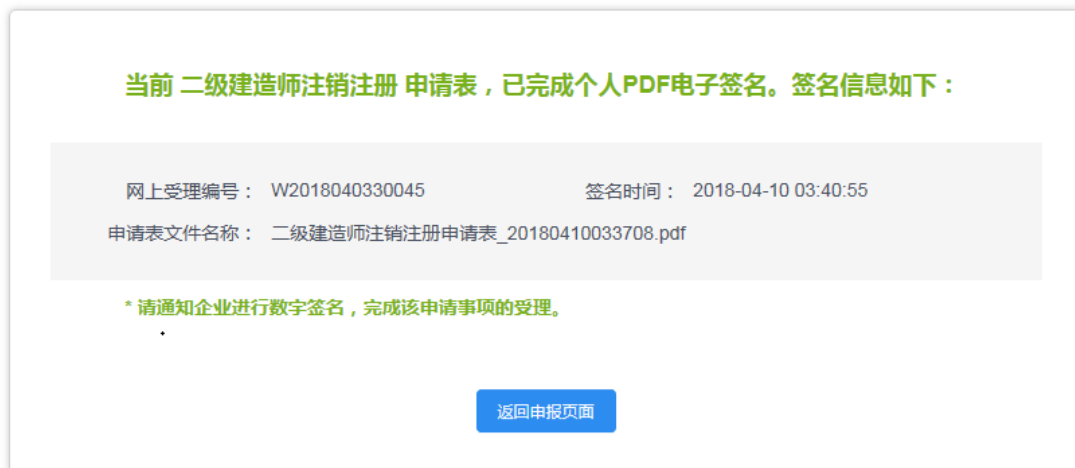 当前 二级建造师注销注册 申请表，已完成个人PDF电子签名。签名信息如下：
网上受理编号： W2018040330045 签名时间： 2018-04-10 03:40:55
申请表文件名称： 二级建造师注销注册申请表_20180410033708.pdf
* 请通知企业进行数字签名，完成该申请事项的受理。
返回申报页面